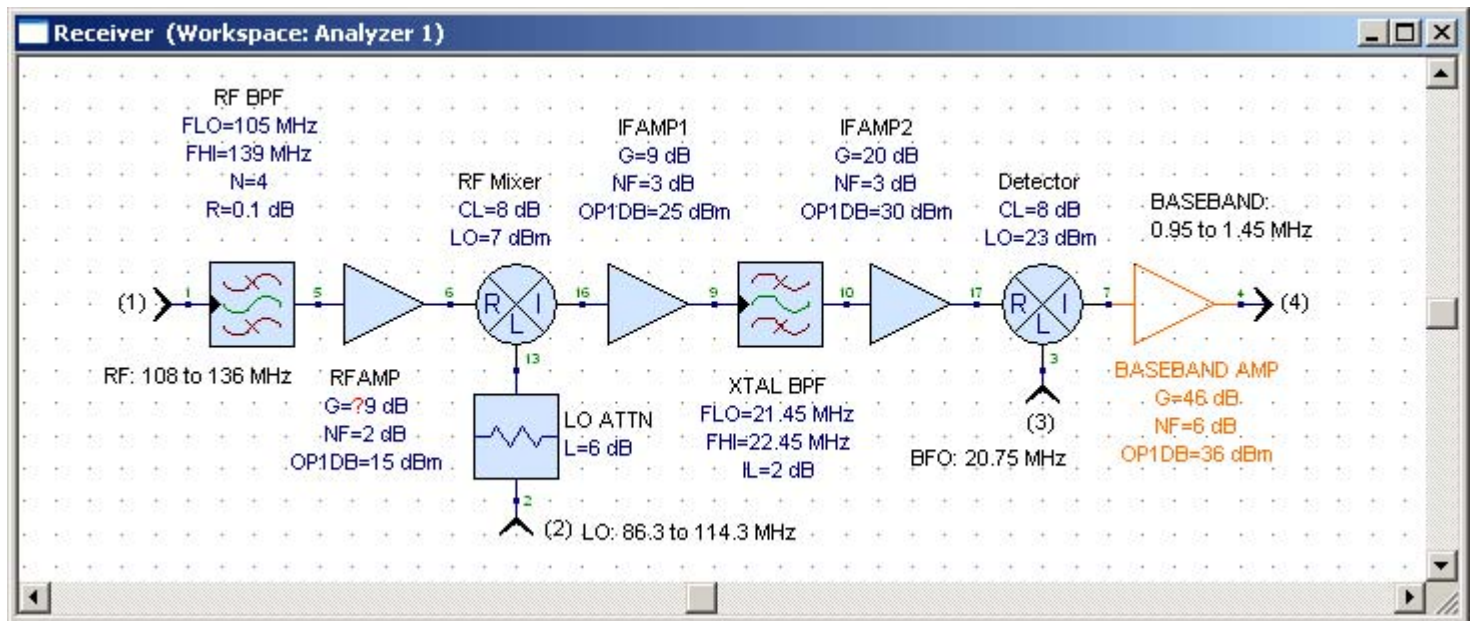 Receiver (Workspace: Analyzer 1)
RF BPF
FLO=105 MHz
FHI=139 MHz
N=4
R=0.1 dB
RF Mixer
CL=8 dB
LO=7 dBm
IFAMP1
G=9 dB
NF=3 dB
OP1DB=25 dBm
IFAMP2
G=20 dB
NF=3 dB
OP1DB=30 dBm
Detector
CL=8 dB
LO=23 dBm
BASEBAND:
0.95 to 1.45 MHz
(1)
1
5
6
R
I
L
16
9
10
17
R
I
L
7
4
(4)
13
3
RF: 108 to 136 MHz
RFAMP
G=?9 dB
NF=2 dB
OP1DB=15 dBm
LO ATTN
L=6 dB
2
(2) LO: 86.3 to 114.3 MHz
XTAL BPF
FLO=21.45 MHz
FHI=22.45 MHz
IL=2 dB
(3)
BFO: 20.75 MHz
BASEBAND AMP
G=46 dB
NF=6 dB
OP1DB=36 dBm